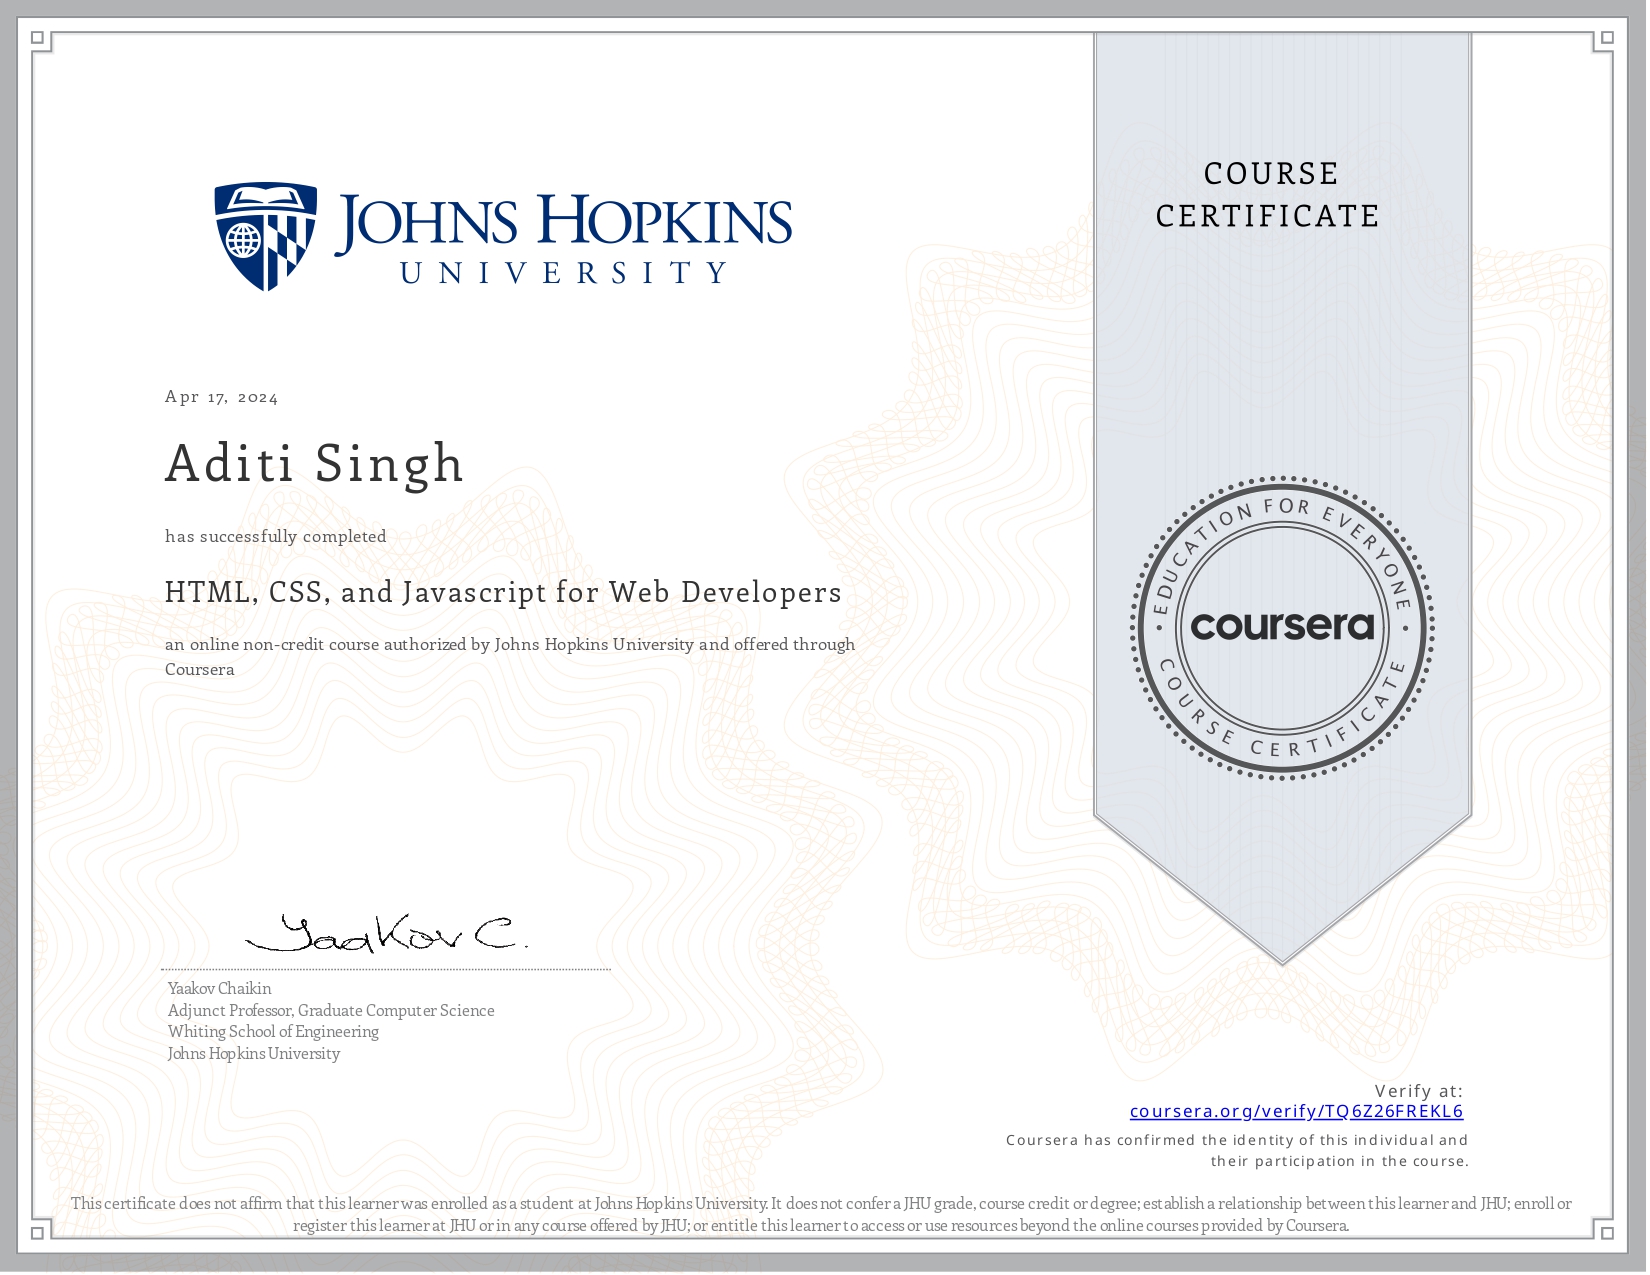 JOHNS HOPKINS
UNIVERSITY
COURSE
CERTIFICATE
Apr 17, 2024
Aditi Singh
has successfully completed
HTML, CSS, and Javascript for Web Developers
an online non-credit course authorized by Johns Hopkins University and offered through
Coursera
EDUCATION FOR EVERYONE
coursera
COURSE CERTIFICATE
Yaakov C.
Yaakov Chaikin
Adjunct Professor, Graduate Computer Science
Whiting School of Engineering
Johns Hopkins University
Verify at:
coursera.org/verify/TQ6Z26FREKL6
Coursera has confirmed the identity of this individual and
their participation in the course.
This certificate does not affirm that this learner was enrolled as a student at Johns Hopkins University. It does not confer a JHU grade, course credit or degree; establish a relationship between this learner and JHU; enroll or
register this learner at JHU or in any course offered by JHU; or entitle this learner to access or use resources beyond the online courses provided by Coursera.